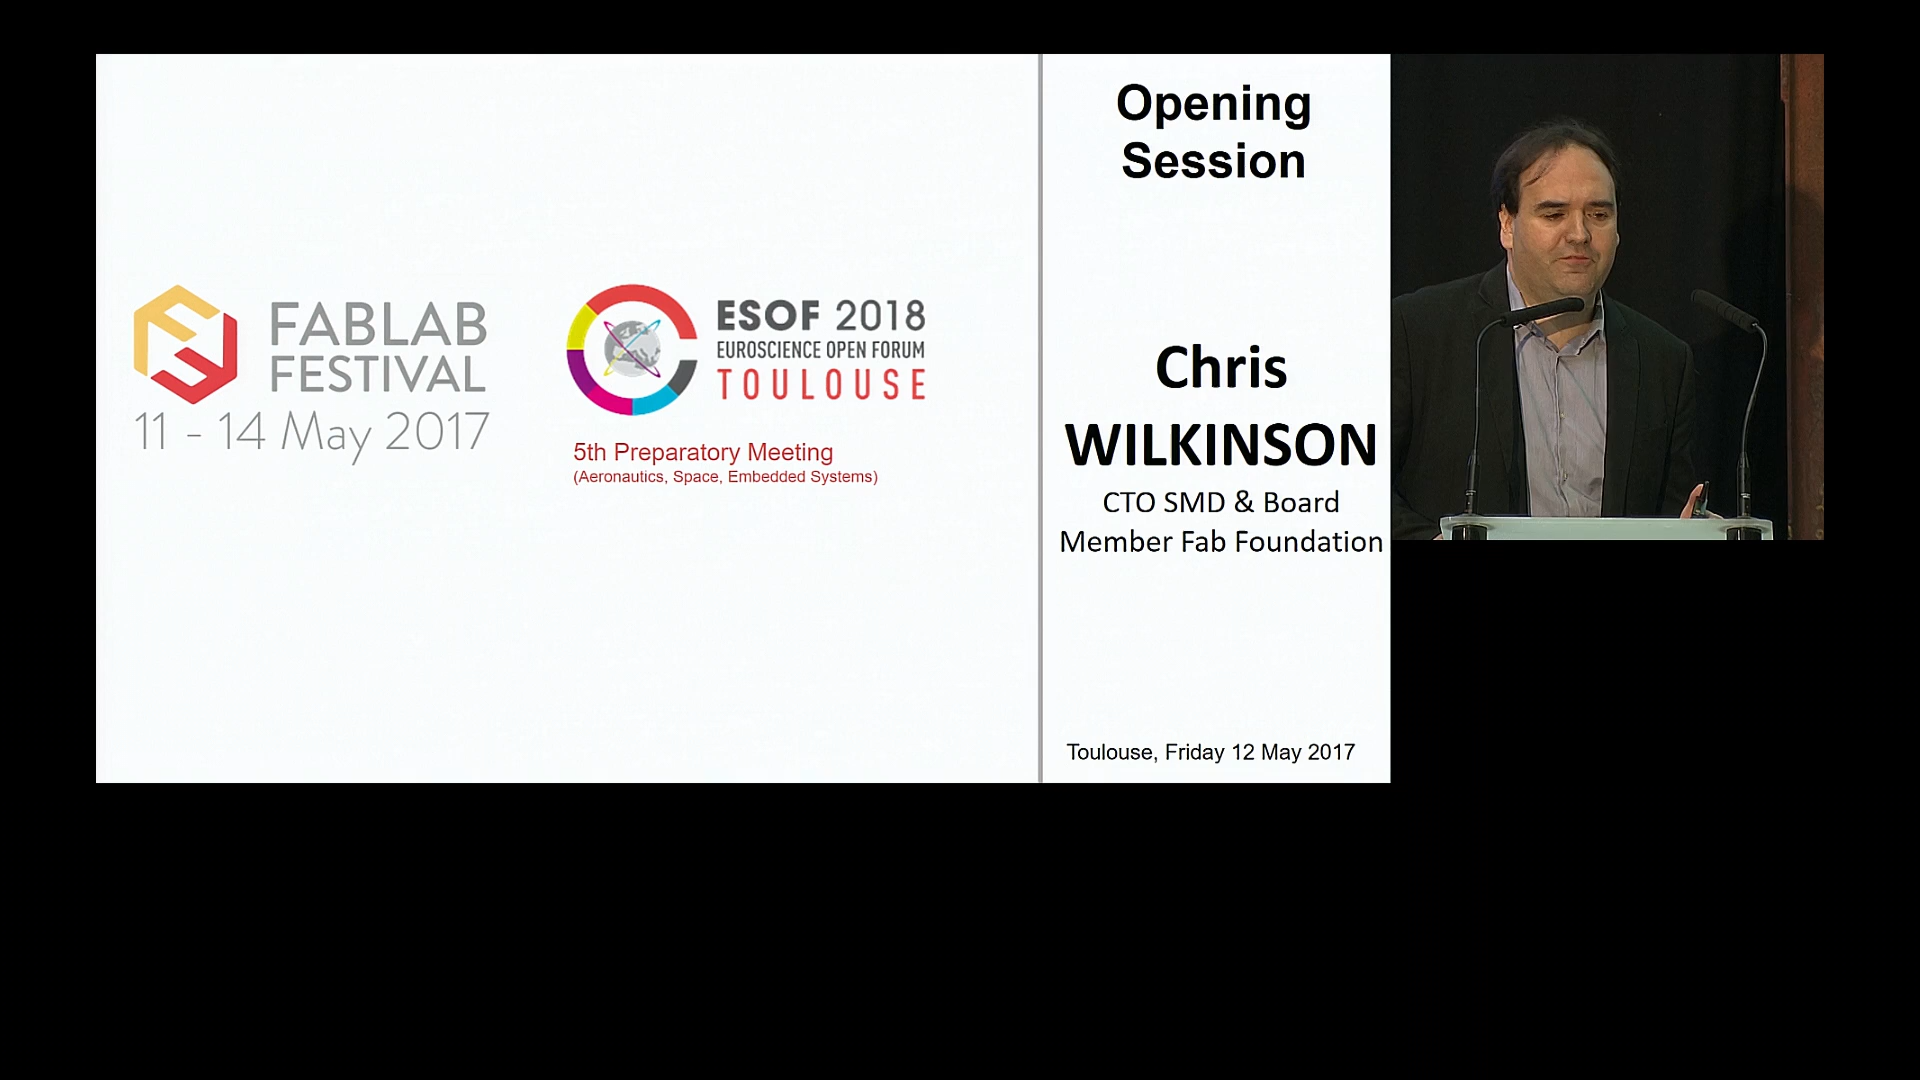 FABLAB
FESTIVAL
11 - 14 May 2017
ESOF 2018
EUROSCIENCE OPEN FORUM
TOULOUSE
5th Preparatory Meeting
(Aeronautics, Space, Embedded Systems)
Opening
Session
Chris
WILKINSON
CTO SMD & Board
Member Fab Foundation
Toulouse, Friday 12 May 2017